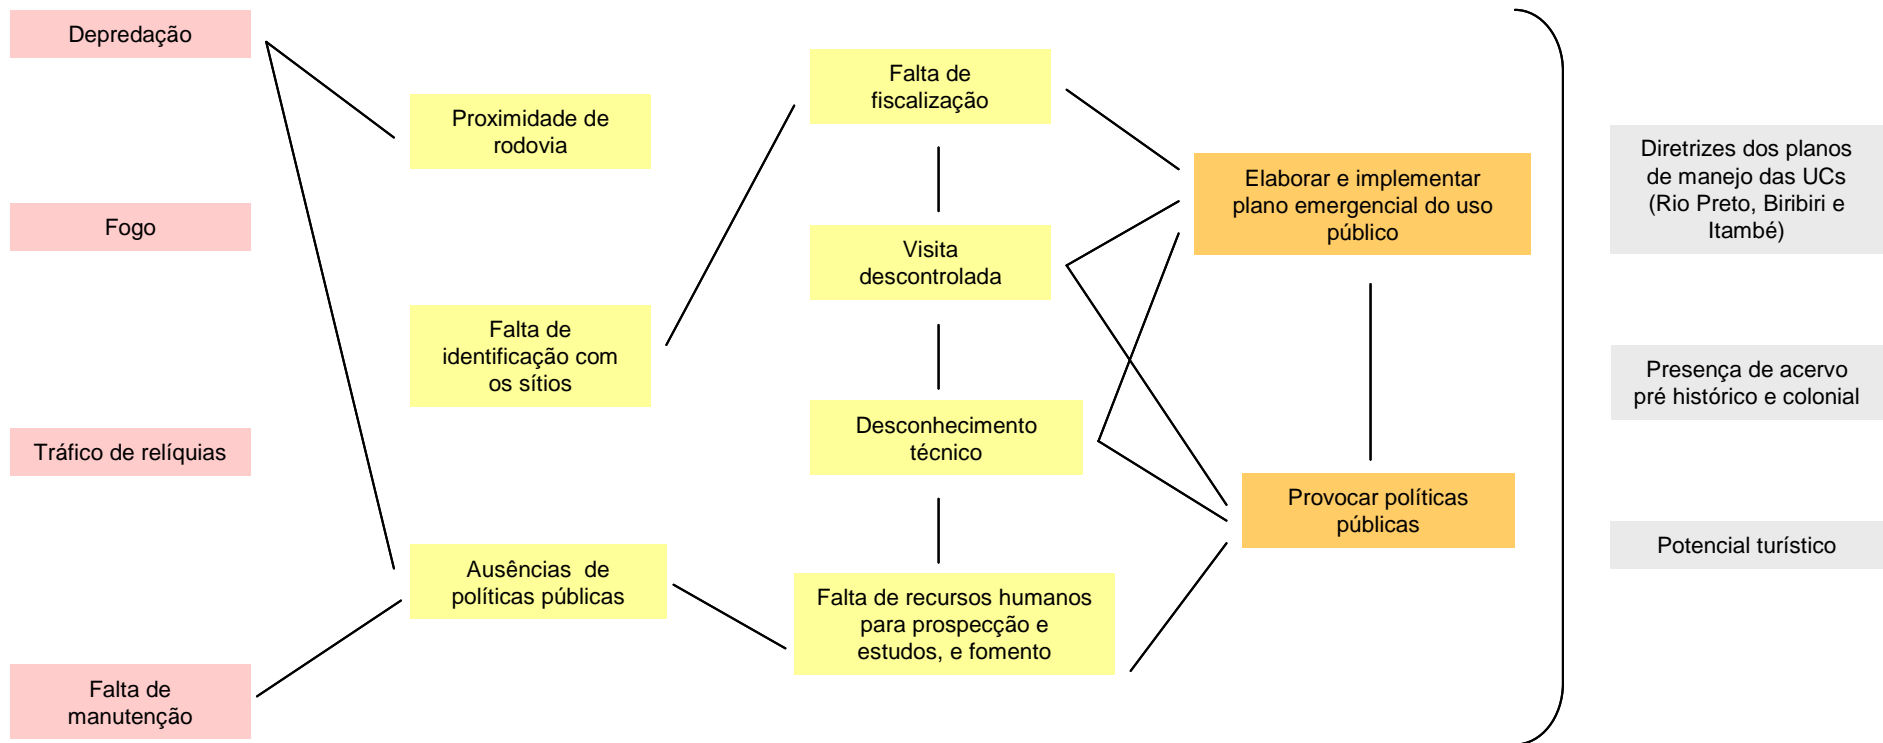 Depredação
Fogo
Tráfico de relíquias
Falta de
manutenção
Proximidade de
rodovia
Falta de
identificação com
os sítios
Ausências de
políticas públicas
Falta de
fiscalização
Visita
descontrolada
Desconhecimento
técnico
Falta de recursos humanos
para prospecção e
estudos, e fomento
Elaborar e implementar
plano emergencial do uso
público
Provocar políticas
públicas
Diretrizes dos planos
de manejo das UCs
(Rio Preto, Biribiri e
Itambé)
Presença de acervo
pré histórico e colonial
Potencial turístico